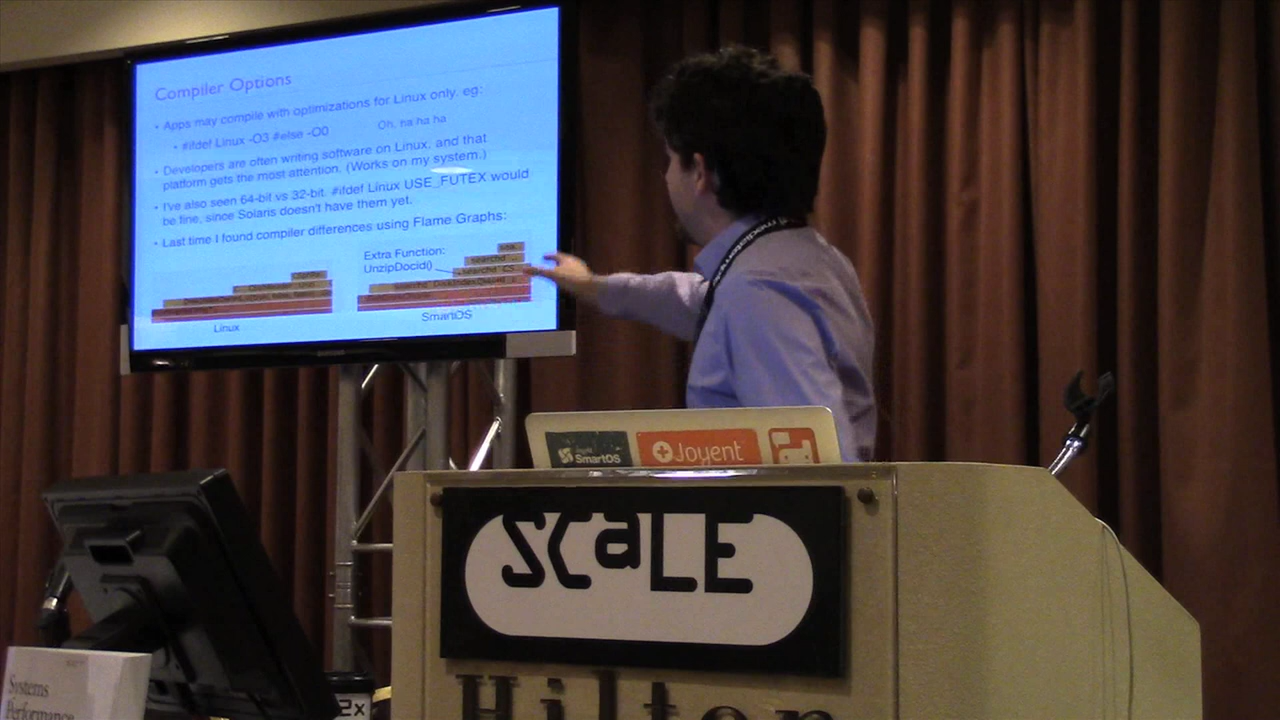 Compiler Options
• Apps may compile with optimizations for Linux only. eg:
• #ifdef Linux -O3 #else -O0
Oh, ha ha ha
• Developers are often writing software on Linux, and that
platform gets the most attention. (Works on my system.)
• I've also seen 64-bit vs 32-bit. #ifdef Linux USE_FUTEX would
be fine, since Solaris doesn't have them yet.
• Last time I found compiler differences using Flame Graphs:
Extra Function:
UnzipDocid()
Linux
SmartOS
SmartOS
Joyent
SCaLE
Hilton
Systems
Performance
2x